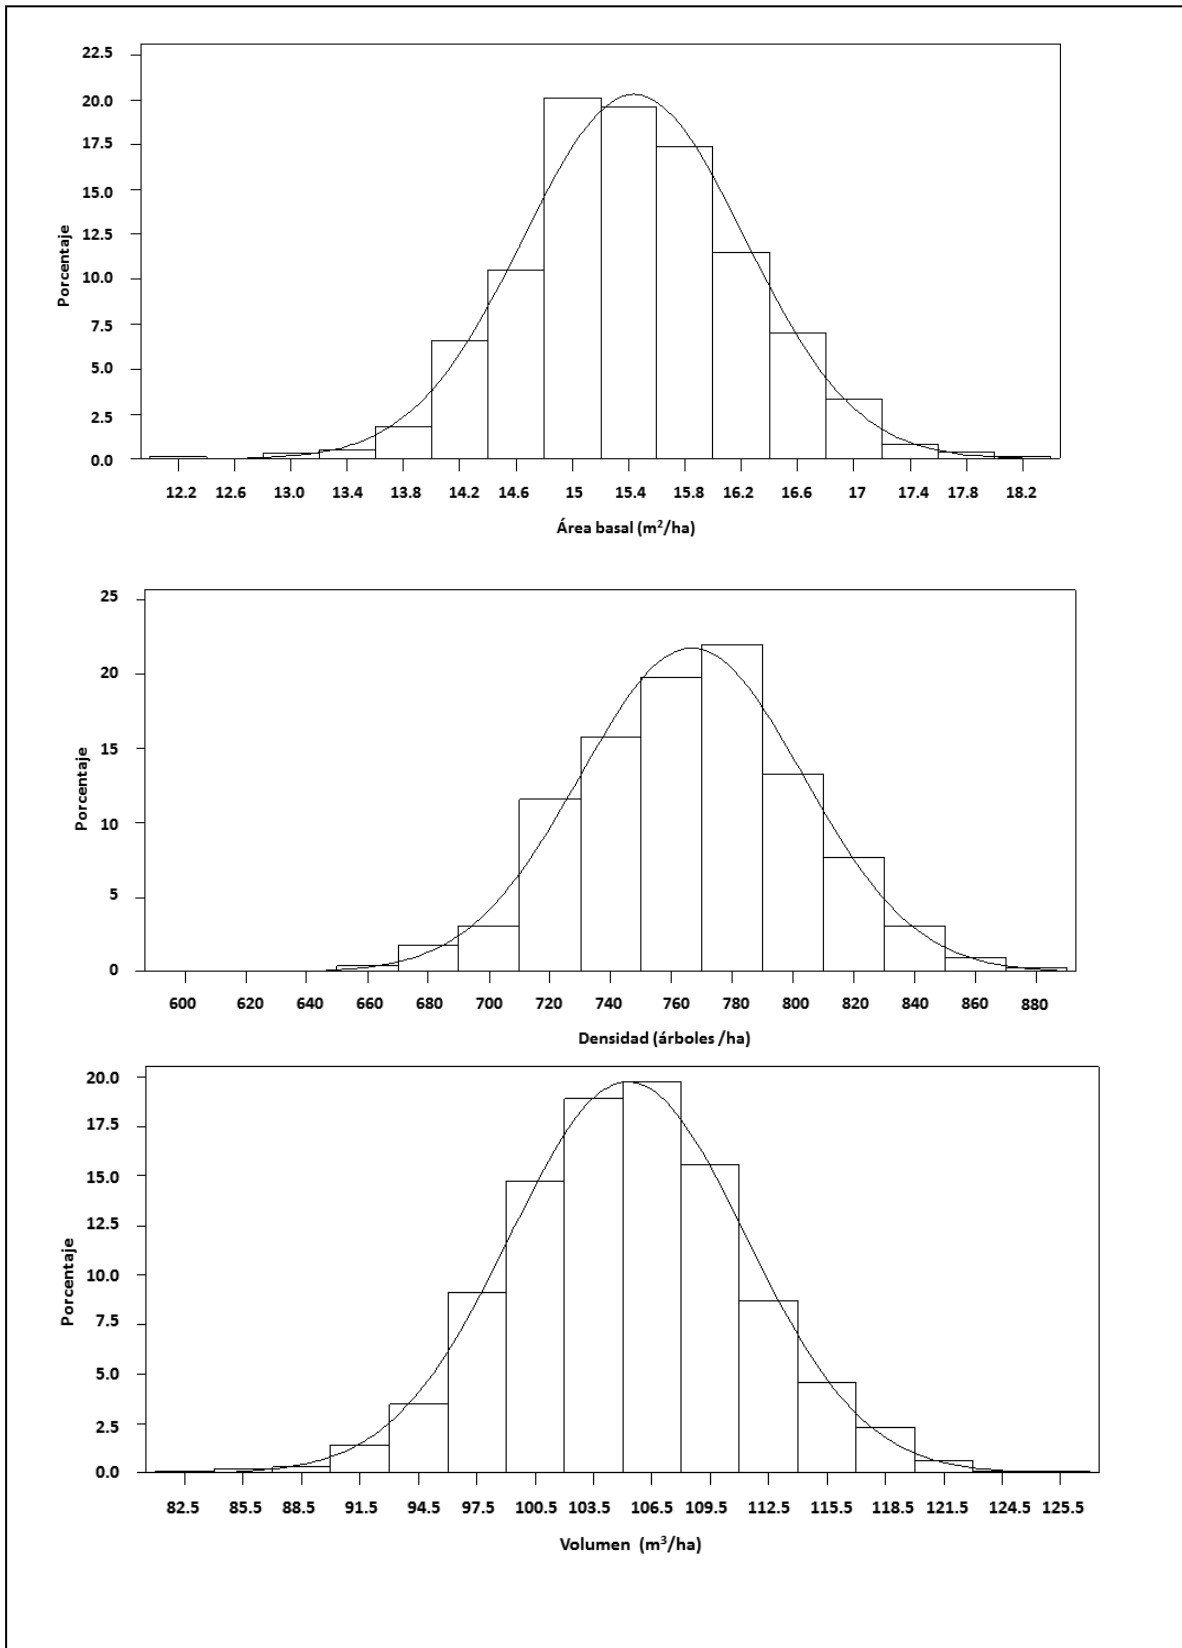 22.5
20.0
17.5
15.0
12.5
10.0
7.5
5.0
2.5
0.0
Porcentaje
12.2 12.6 13.0 13.4 13.8 14.2 14.6 15 15.4 15.8 16.2 16.6 17 17.4 17.8 18.2
Área basal (m²/ha)
25
20
15
10
5
0
Porcentaje
600 620 640 660 680 700 720 740 760 780 800 820 840 860 880
Densidad (árboles /ha)
20.0
17.5
15.0
12.5
10.0
7.5
5.0
2.5
0.0
Porcentaje
82.5 85.5 88.5 91.5 94.5 97.5 100.5 103.5 106.5 109.5 112.5 115.5 118.5 121.5 124.5 125.5
Volumen (m³/ha)